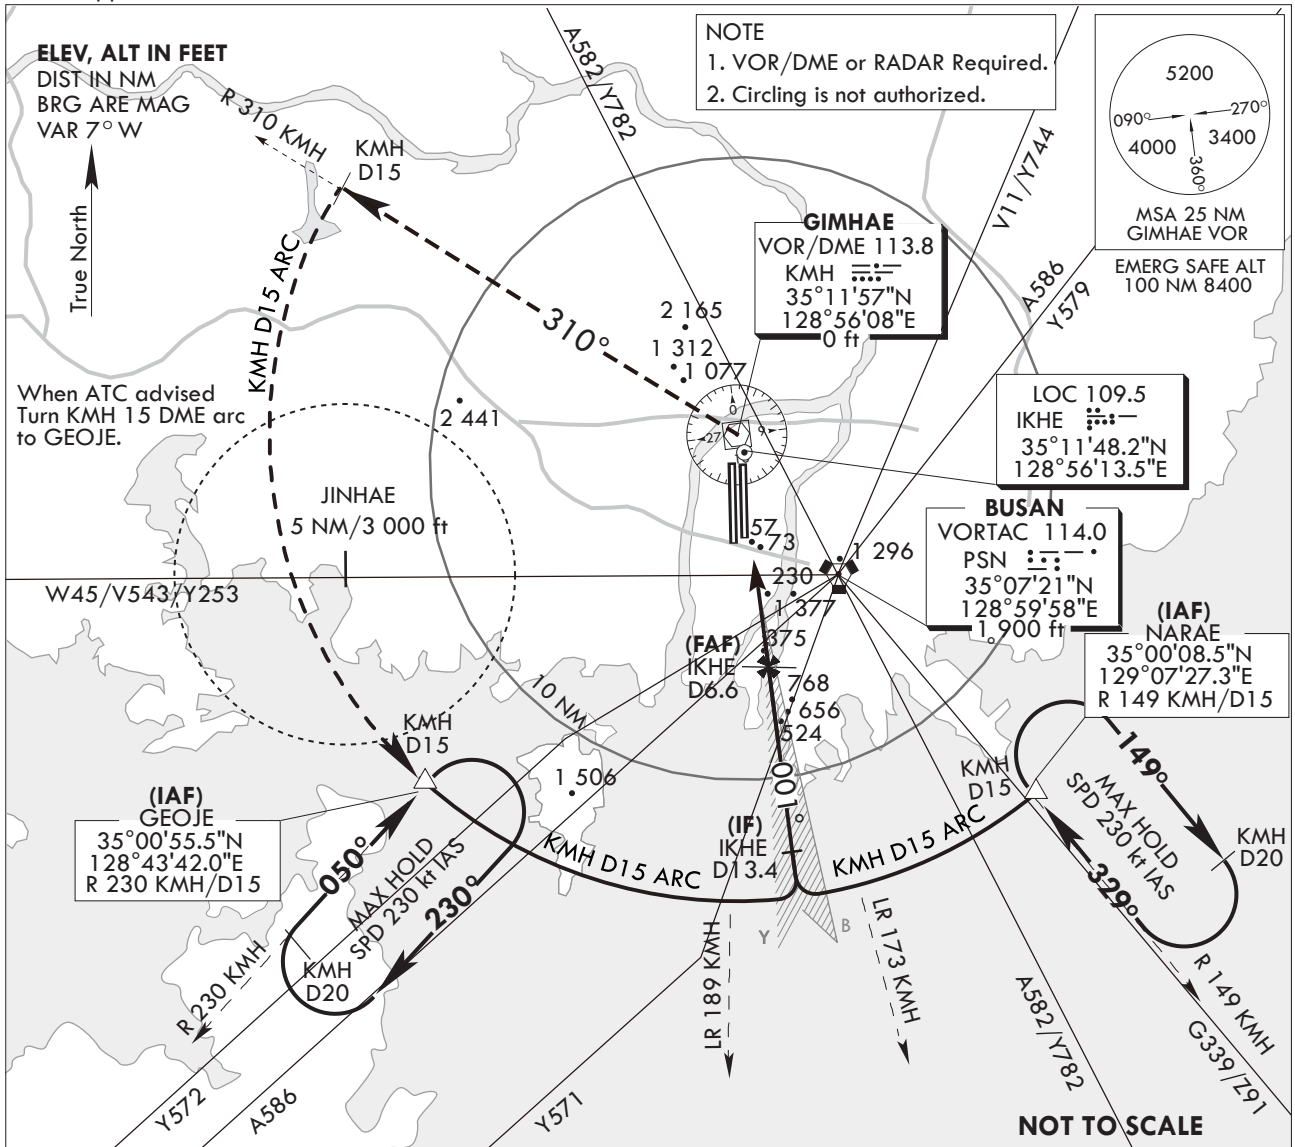 ELEV, ALT IN FEET
DIST IN NM
BRG ARE MAG
VAR 7° W
True North
NOTE
1. VOR/DME or RADAR Required.
2. Circling is not authorized.
5200
090°
270°
4000
3400
360°
MSA 25 NM
GIMHAE VOR
EMERG SAFE ALT
100 NM 8400
A582/Y782
V11/Y744
A586
Y579
R 310 KMH
KMH
D15
KMH D15 ARC
310°
GIMHAE
VOR/DME 113.8
KMH
35°11'57"N
128°56'08"E
0 ft
2 165
1 312
1 077
2 441
0
9
27
When ATC advised
Turn KMH 15 DME arc
to GEOJE.
LOC 109.5
IKHE
35°11'48.2"N
128°56'13.5"E
JINHAE
5 NM/3 000 ft
BUSAN
VORTAC 114.0
PSN
35°07'21"N
128°59'58"E
1 900 ft
57
73
1 296
230
1 377
375
W45/V543/Y253
(FAF)
IKHE
D6.6
768
656
524
(IAF)
NARAE
35°00'08.5"N
129°07'27.3"E
R 149 KMH/D15
10 NM
KMH
D15
1 506
(IAF)
GEOJE
35°00'55.5"N
128°43'42.0"E
R 230 KMH/D15
KMH
D15
149°
MAX HOLD
SPD 230 kt IAS
329°
KMH
D20
001°
(IF)
IKHE
D13.4
KMH D15 ARC
KMH D15 ARC
050°
MAX HOLD
SPD 230 kt IAS
230°
KMH
D20
R 230 KMH
Y
B
LR 189 KMH
LR 173 KMH
R 149 KMH
G339/Z91
A582/Y782
Y572
A586
Y571
NOT TO SCALE